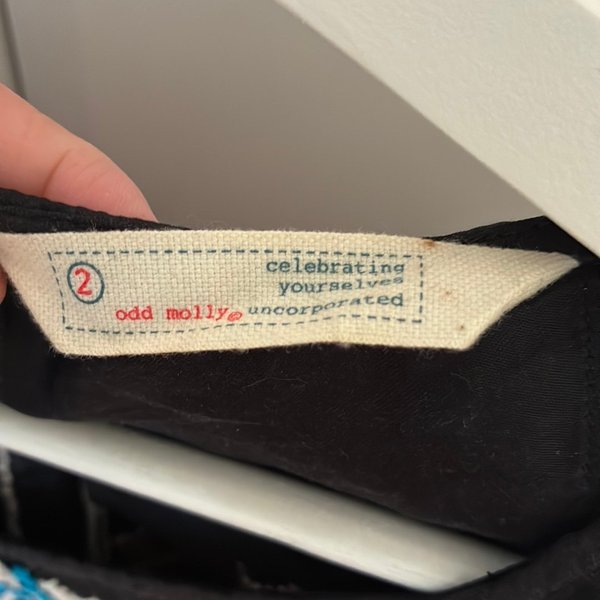 2
celebrating
yourselves
odd molly® uncorporated